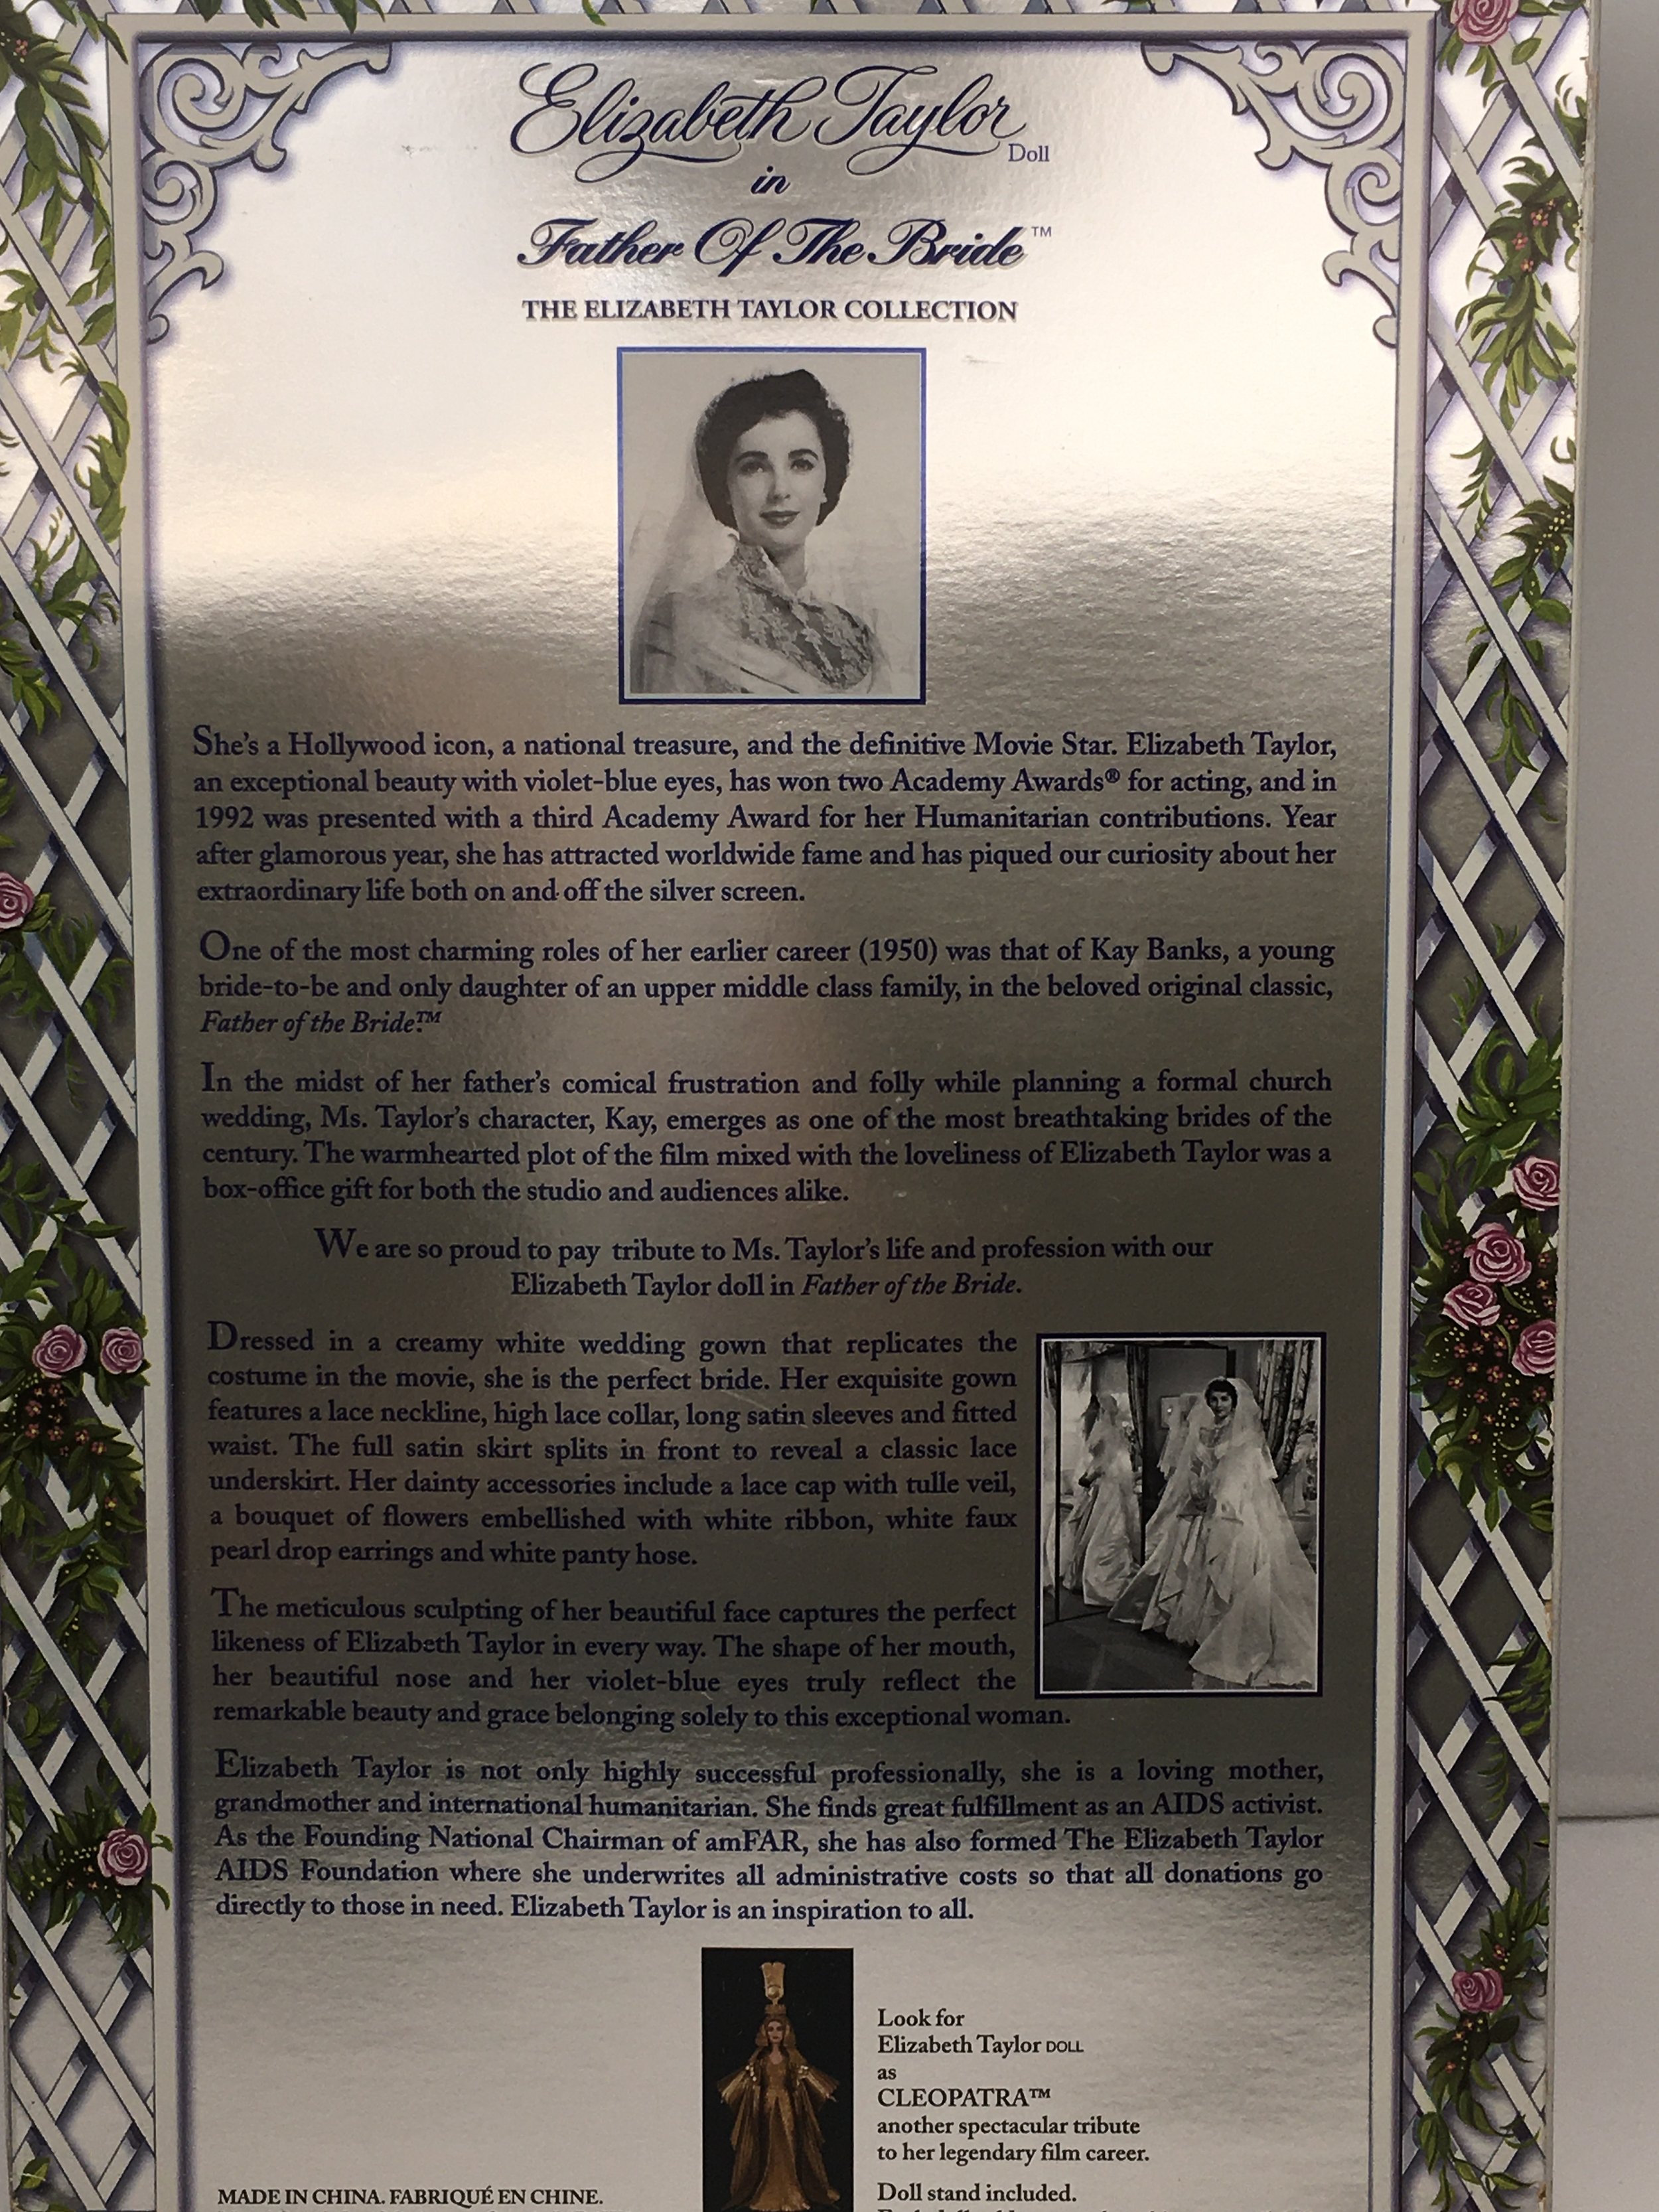 Elizabeth Taylor
Doll
in
Father Of The Bride™
THE ELIZABETH TAYLOR COLLECTION
She's a Hollywood icon, a national treasure, and the definitive Movie Star. Elizabeth Taylor,
an exceptional beauty with violet-blue eyes, has won two Academy Awards® for acting, and in
1992 was presented with a third Academy Award for her Humanitarian contributions. Year
after glamorous year, she has attracted worldwide fame and has piqued our curiosity about her
extraordinary life both on and off the silver screen.
One of the most charming roles of her earlier career (1950) was that of Kay Banks, a young
bride-to-be and only daughter of an upper middle class family, in the beloved original classic,
Father of the Bride.™
In the midst of her father's comical frustration and folly while planning a formal church
wedding, Ms. Taylor's character, Kay, emerges as one of the most breathtaking brides of the
century. The warmhearted plot of the film mixed with the loveliness of Elizabeth Taylor was a
box-office gift for both the studio and audiences alike.
We are so proud to pay tribute to Ms. Taylor's life and profession with our
Elizabeth Taylor doll in Father of the Bride.
Dressed in a creamy white wedding gown that replicates the
costume in the movie, she is the perfect bride. Her exquisite gown
features a lace neckline, high lace collar, long satin sleeves and fitted
waist. The full satin skirt splits in front to reveal a classic lace
underskirt. Her dainty accessories include a lace cap with tulle veil,
a bouquet of flowers embellished with white ribbon, white faux
pearl drop earrings and white panty hose.
The meticulous sculpting of her beautiful face captures the perfect
likeness of Elizabeth Taylor in every way. The shape of her mouth,
her beautiful nose and her violet-blue eyes truly reflect the
remarkable beauty and grace belonging solely to this exceptional woman.
Elizabeth Taylor is not only highly successful professionally, she is a loving mother,
grandmother and international humanitarian. She finds great fulfillment as an AIDS activist.
As the Founding National Chairman of amFAR, she has also formed The Elizabeth Taylor
AIDS Foundation where she underwrites all administrative costs so that all donations go
directly to those in need. Elizabeth Taylor is an inspiration to all.
Look for
Elizabeth Taylor DOLL
as
CLEOPATRA™
another spectacular tribute
to her legendary film career.
Doll stand included.
MADE IN CHINA. FABRIQUÉ EN CHINE.